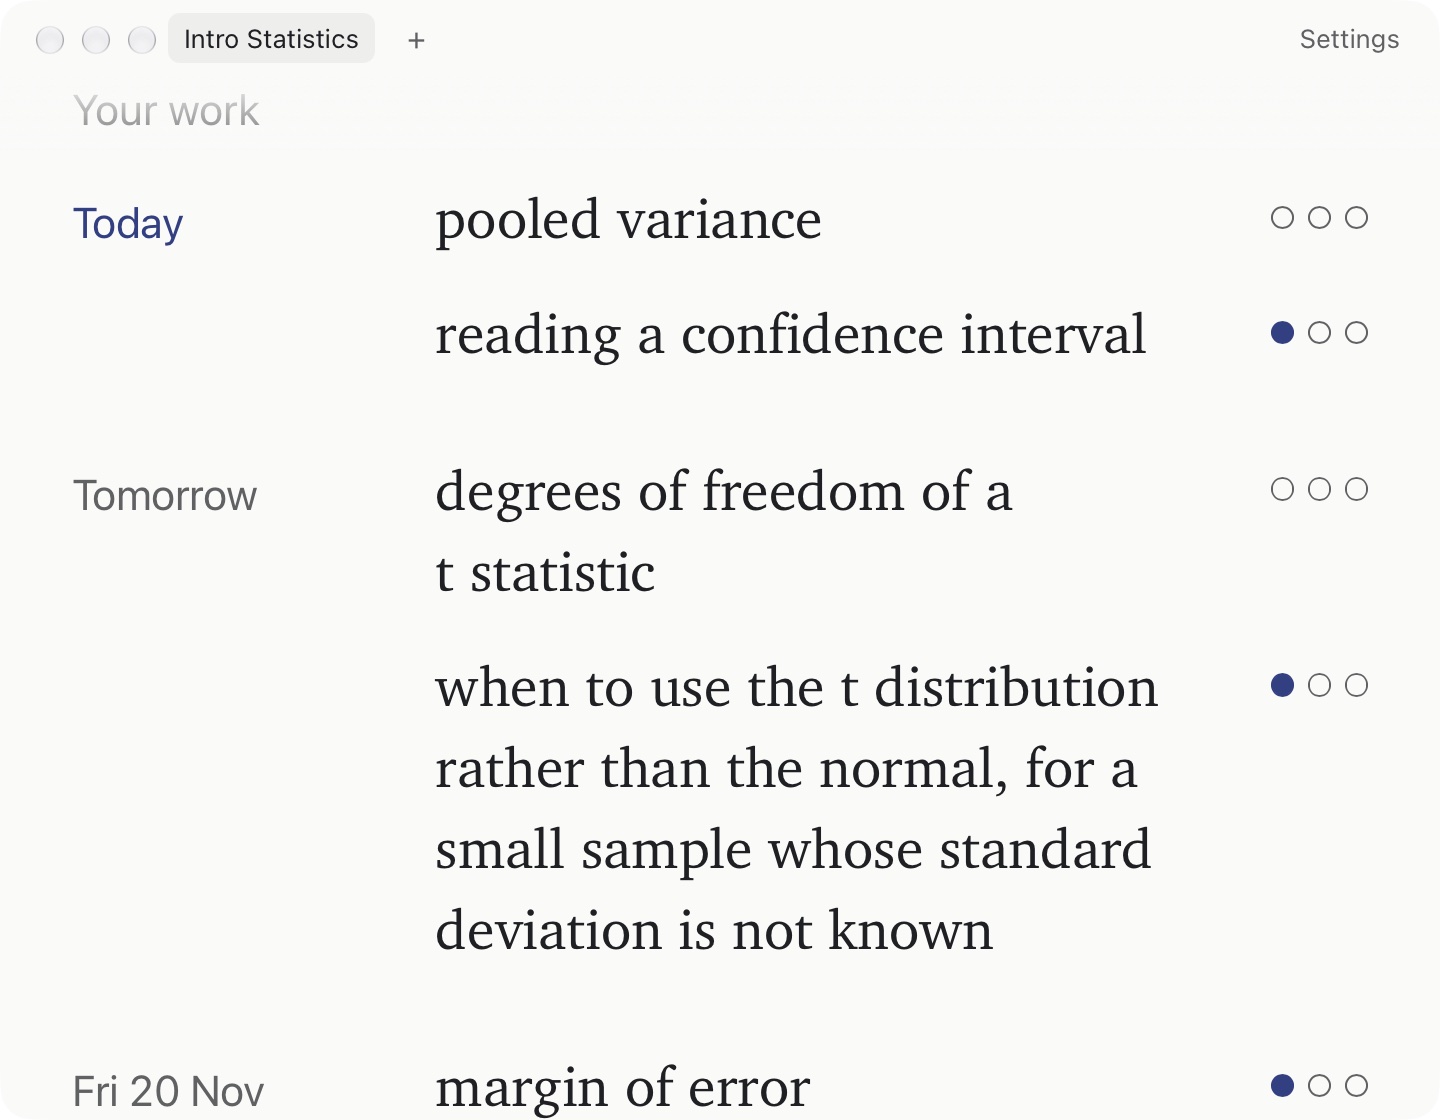 Intro Statistics + Settings
Your work
Today pooled variance
reading a confidence interval
Tomorrow degrees of freedom of a
t statistic
when to use the t distribution
rather than the normal, for a
small sample whose standard
deviation is not known
Fri 20 Nov margin of error